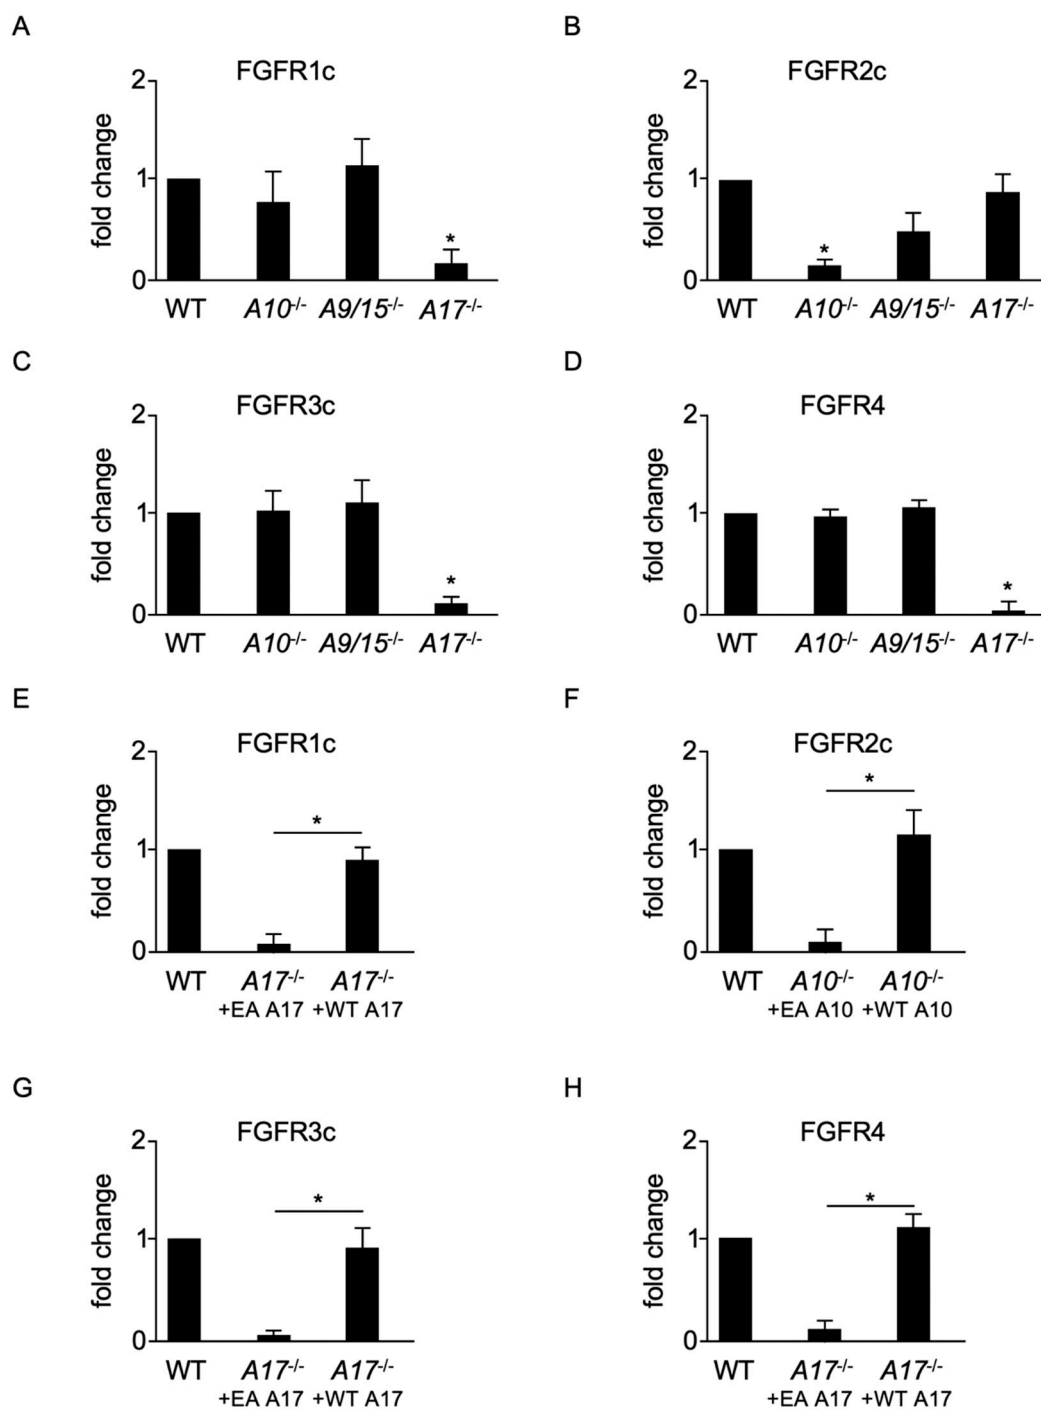 A
FGFR1c
2
1
0
fold change
WT A10-/- A9/15-/- A17-/-
*
B
FGFR2c
2
1
0
fold change
WT A10-/- A9/15-/- A17-/-
*
C
FGFR3c
2
1
0
fold change
WT A10-/- A9/15-/- A17-/-
*
D
FGFR4
2
1
0
fold change
WT A10-/- A9/15-/- A17-/-
*
E
FGFR1c
2
1
0
fold change
*
WT A17-/- A17-/-
+EA A17 +WT A17
F
FGFR2c
2
1
0
fold change
*
WT A10-/- A10-/-
+EA A10 +WT A10
G
FGFR3c
2
1
0
fold change
*
WT A17-/- A17-/-
+EA A17 +WT A17
H
FGFR4
2
1
0
fold change
*
WT A17-/- A17-/-
+EA A17 +WT A17